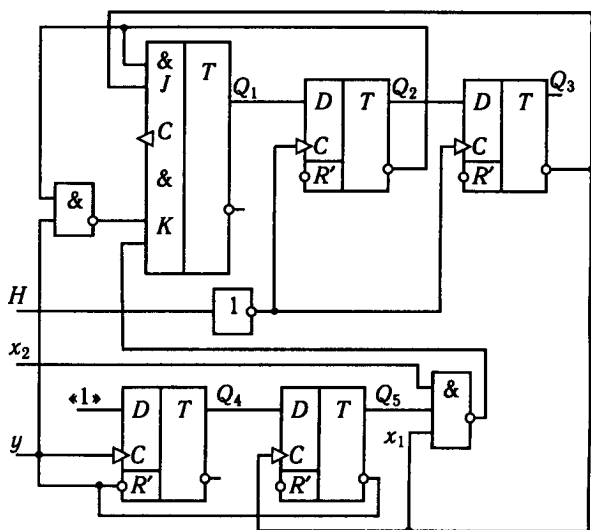 & J T Q₁ D T Q₂ D T Q₃
C C C
& R' R'
& K
H 1
x₂
«1» D T Q₄ D T Q₅ & x₁
y C C
R' R'